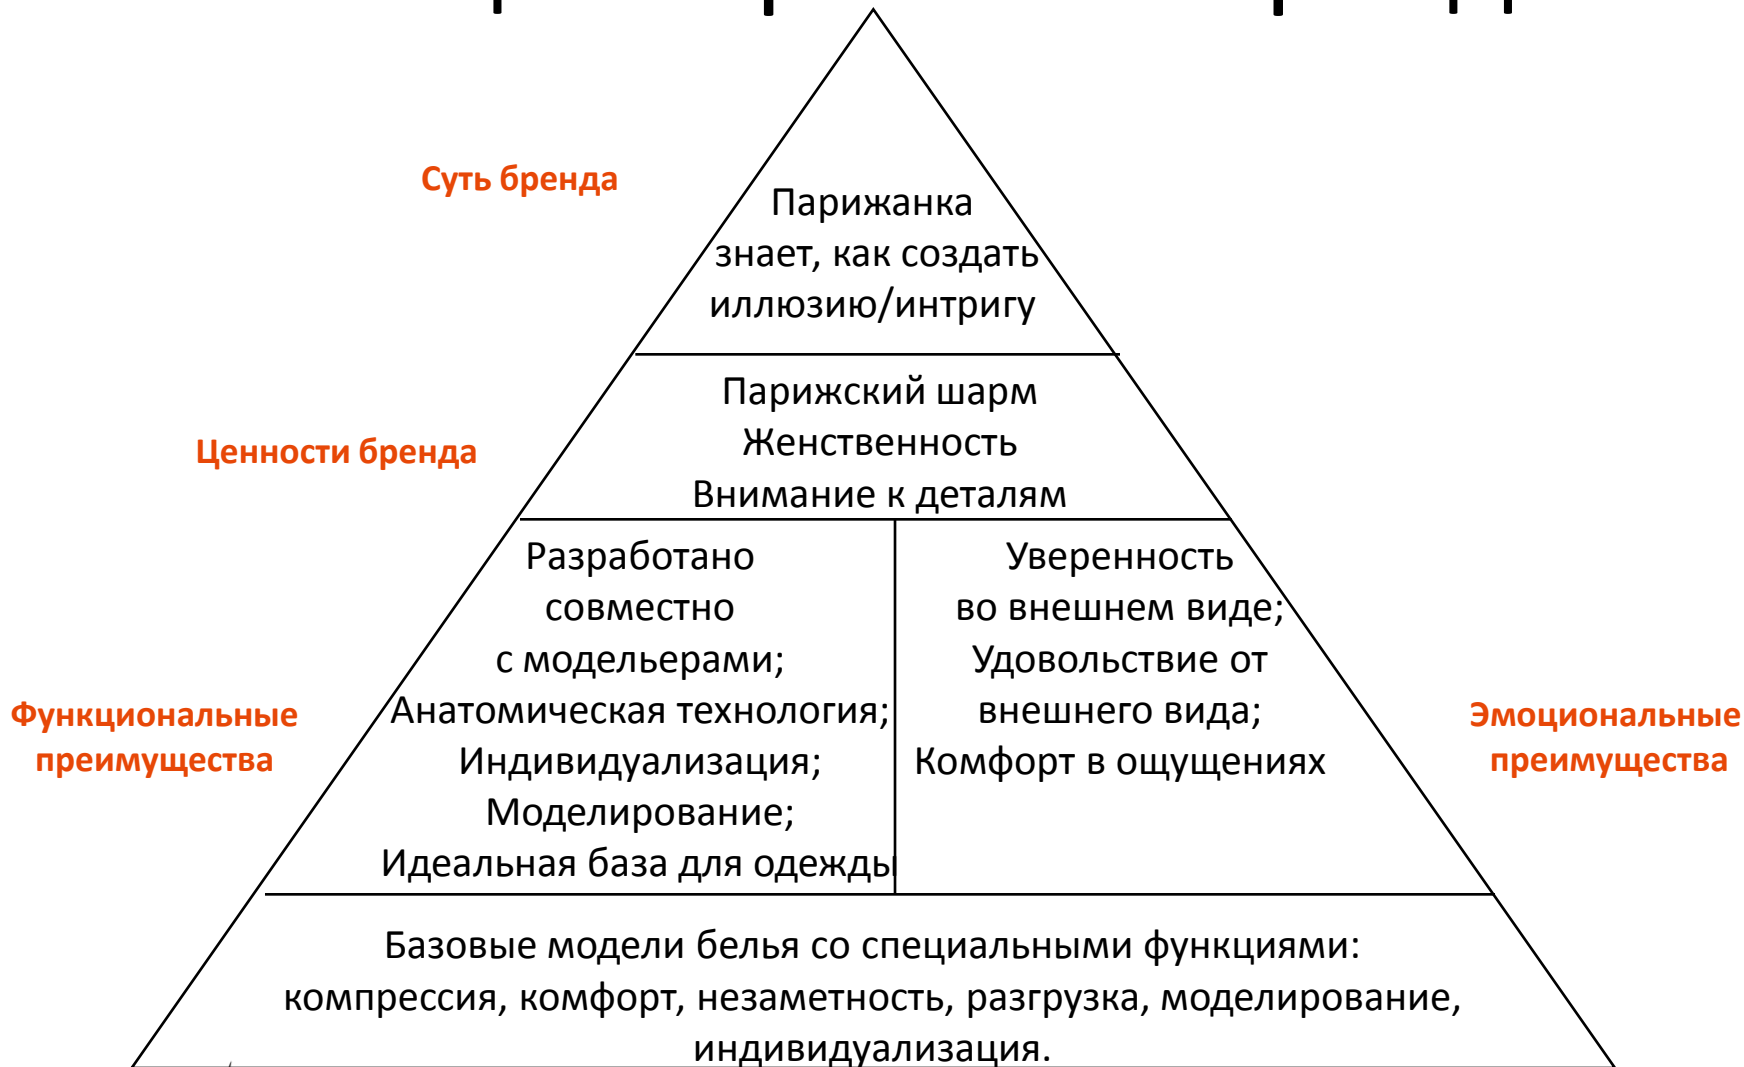 Суть бренда
Парижанка
знает, как создать
иллюзию/интригу
Ценности бренда
Парижский шарм
Женственность
Внимание к деталям
Функциональные
преимущества
Разработано
совместно
с модельерами;
Анатомическая технология;
Индивидуализация;
Моделирование;
Идеальная база для одежды
Уверенность
во внешнем виде;
Удовольствие от
внешнего вида;
Комфорт в ощущениях
Эмоциональные
преимущества
Базовые модели белья со специальными функциями:
компрессия, комфорт, незаметность, разгрузка, моделирование,
индивидуализация.